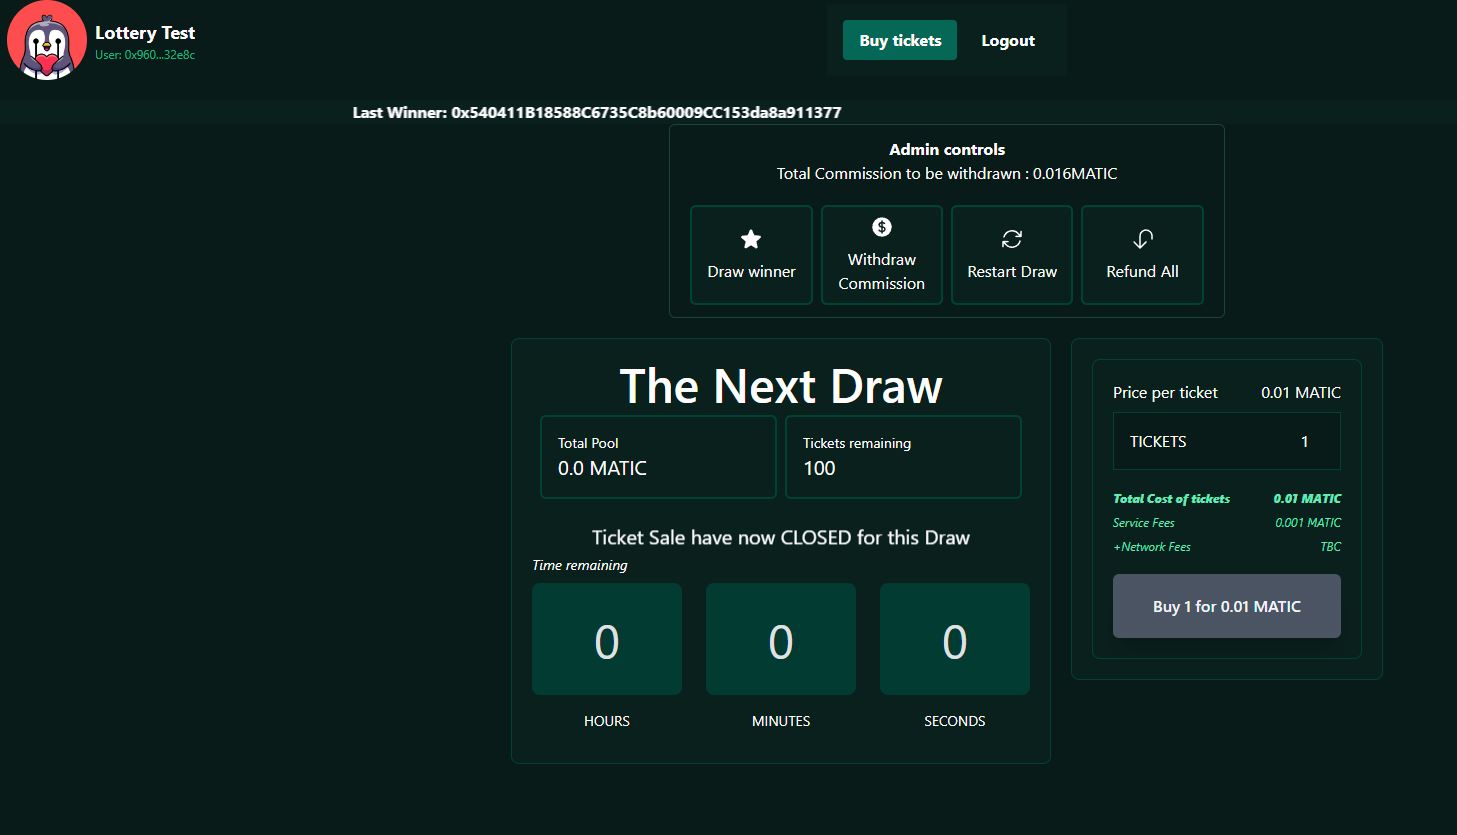 Lottery Test
User: 0x960...32e8c
Buy tickets
Logout
Last Winner: 0x540411B18588C6735C8b60009CC153da8a911377
Admin controls
Total Commission to be withdrawn : 0.016MATIC
Draw winner
Withdraw
Commission
Restart Draw
Refund All
The Next Draw
Total Pool
0.0 MATIC
Tickets remaining
100
Ticket Sale have now CLOSED for this Draw
Time remaining
0
HOURS
0
MINUTES
0
SECONDS
Price per ticket 0.01 MATIC
TICKETS 1
Total Cost of tickets 0.01 MATIC
Service Fees 0.001 MATIC
+Network Fees TBC
Buy 1 for 0.01 MATIC